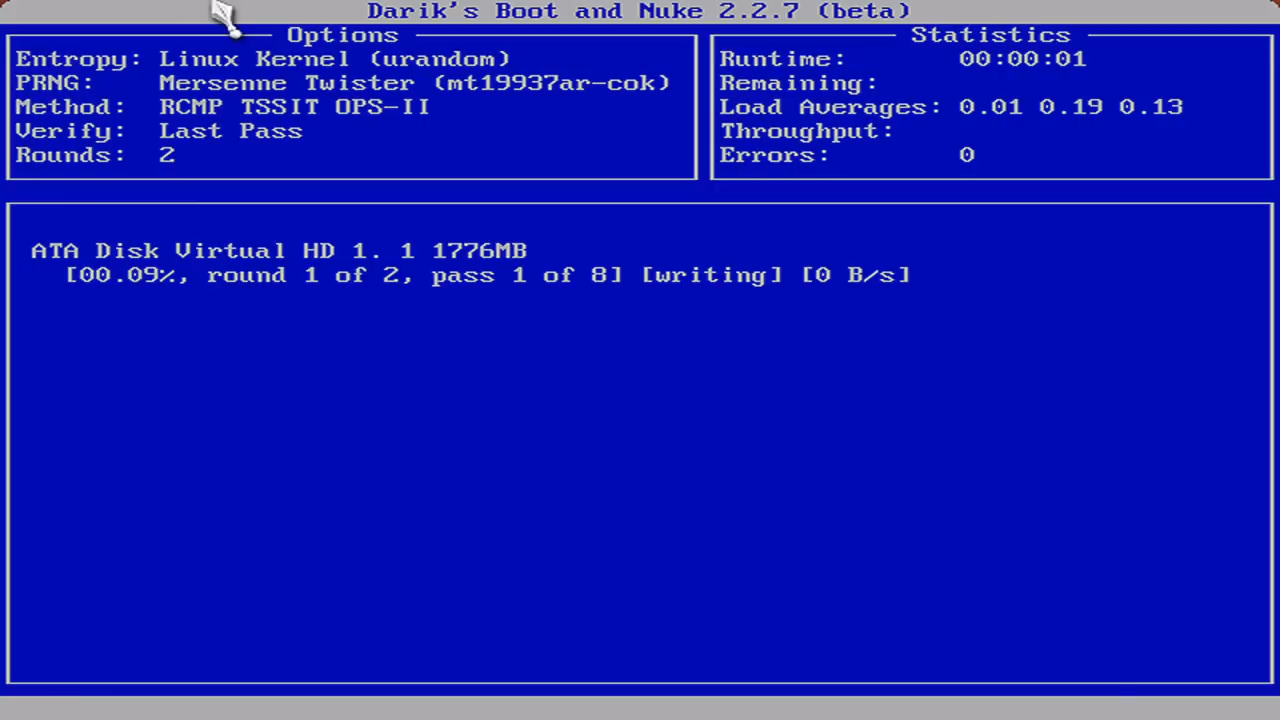 Darik's Boot and Nuke 2.2.7 (beta)
Options
Entropy: Linux Kernel (urandom)
PRNG: Mersenne Twister (mt19937ar-cok)
Method: RCMP TSSIT OPS-II
Verify: Last Pass
Rounds: 2
Statistics
Runtime: 00:00:01
Remaining:
Load Averages: 0.01 0.19 0.13
Throughput:
Errors: 0
ATA Disk Virtual HD 1. 1 1776MB
[00.09%, round 1 of 2, pass 1 of 8] [writing] [0 B/s]